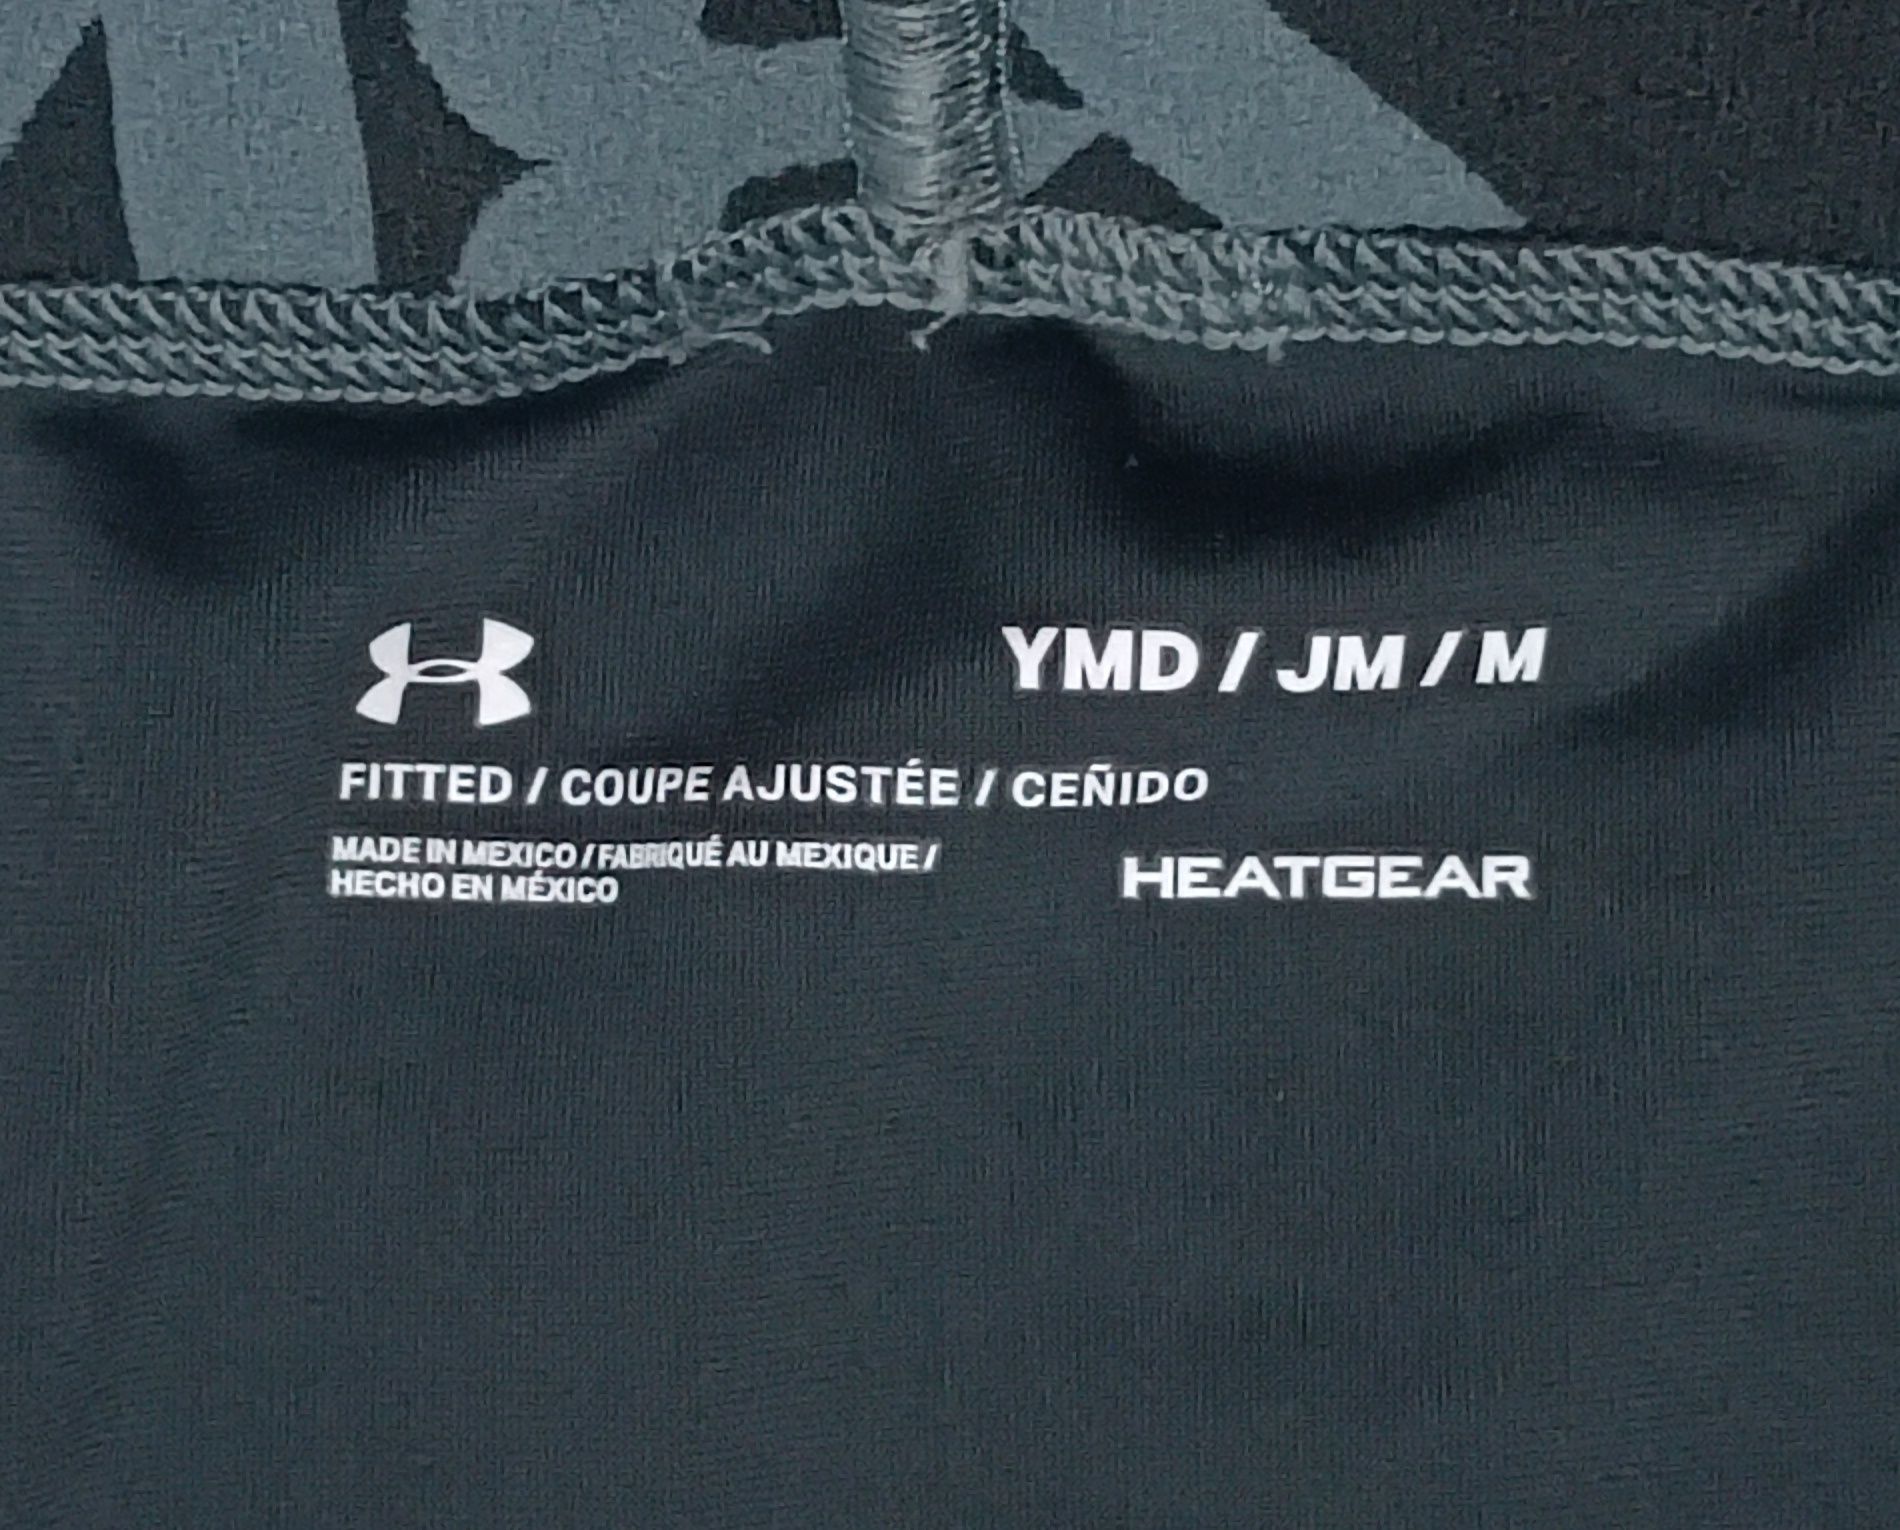 YMD / JM / M
FITTED / COUPE AJUSTÉE / CEÑIDO
MADE IN MEXICO / FABRIQUÉ AU MEXIQUE /
HECHO EN MÉXICO
HEATGEAR